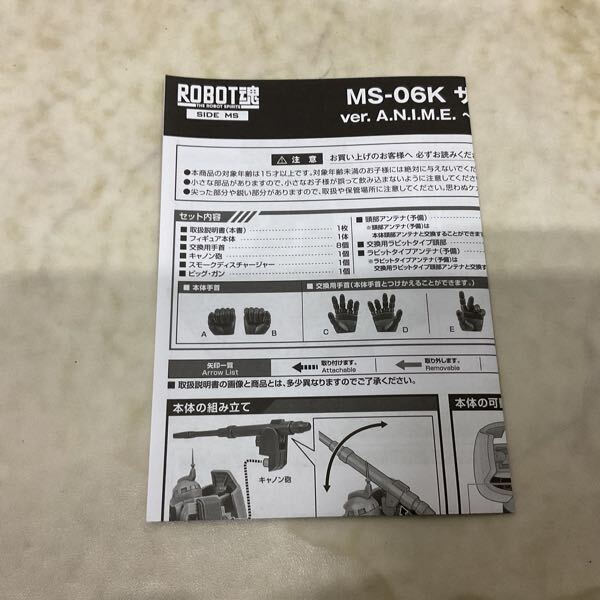 ROBOT魂
THE ROBOT SPIRITS
SIDE MS
MS-06K
ver. A.N.I.M.E. ~
注意 お買い上げのお客様へ 必ずお読みくだ
●本商品の対象年齢は15才以上です。対象年齢未満のお子様には絶対に与えないでくだ
●小さな部品がありますので、小さなお子様が誤って飲み込まないように注意してくださ
●尖った部分や鋭い部分がありますので、取扱や保管場所に注意してください。思わぬケガ
セット内容
■取扱説明書(本書) 1枚
■フィギュア本体 1体
■交換用手首 8個
■キャノン砲 1個
■スモークディスチャージャー 1個
■ビッグ・ガン 1個
■頭部アンテナ(予備)
※頭部アンテナ(予備)は
本体頭部アンテナと交換することができます
■交換用ラビットタイプ頭部
■ラビットタイプアンテナ(予備)
※ラビットタイプアンテナ(予備)は
交換用ラビットタイプ頭部アンテナと交換
■本体手首
A
B
■交換用手首(本体手首とつけかえることができます。)
C
D
E
矢印一覧
Arrow List
取り付けます。
Attachable
取り外します。
Removable
■取扱説明書の画像と商品とは、多少異なりますのでご了承ください。
本体の組み立て
キャノン砲
本体の可